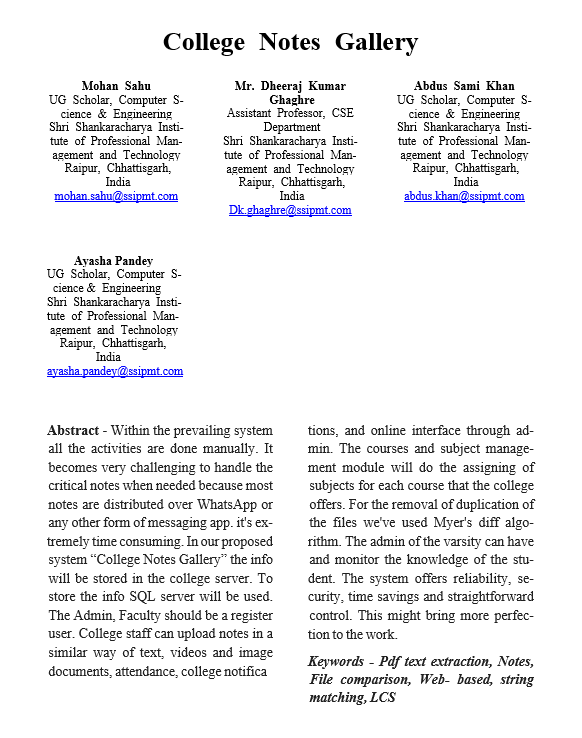 College Notes Gallery
Mohan Sahu
UG Scholar, Computer S-
cience & Engineering
Shri Shankaracharya Insti-
tute of Professional Man-
agement and Technology
Raipur, Chhattisgarh,
India
mohan.sahu@ssipmt.com
Mr. Dheeraj Kumar
Ghaghre
Assistant Professor, CSE
Department
Shri Shankaracharya Insti-
tute of Professional Man-
agement and Technology
Raipur, Chhattisgarh,
India
Dk.ghaghre@ssipmt.com
Abdus Sami Khan
UG Scholar, Computer S-
cience & Engineering
Shri Shankaracharya Insti-
tute of Professional Man-
agement and Technology
Raipur, Chhattisgarh,
India
abdus.khan@ssipmt.com
Ayasha Pandey
UG Scholar, Computer S-
cience & Engineering
Shri Shankaracharya Insti-
tute of Professional Man-
agement and Technology
Raipur, Chhattisgarh,
India
ayasha.pandey@ssipmt.com
Abstract - Within the prevailing system
all the activities are done manually. It
becomes very challenging to handle the
critical notes when needed because most
notes are distributed over WhatsApp or
any other form of messaging app. it's ex-
tremely time consuming. In our proposed
system “College Notes Gallery” the info
will be stored in the college server. To
store the info SQL server will be used.
The Admin, Faculty should be a register
user. College staff can upload notes in a
similar way of text, videos and image
documents, attendance, college notifica
tions, and online interface through ad-
min. The courses and subject manage-
ment module will do the assigning of
subjects for each course that the college
offers. For the removal of duplication of
the files we've used Myer's diff algo-
rithm. The admin of the varsity can have
and monitor the knowledge of the stu-
dent. The system offers reliability, se-
curity, time savings and straightforward
control. This might bring more perfec-
tion to the work.
Keywords - Pdf text extraction, Notes,
File comparison, Web- based, string
matching, LCS